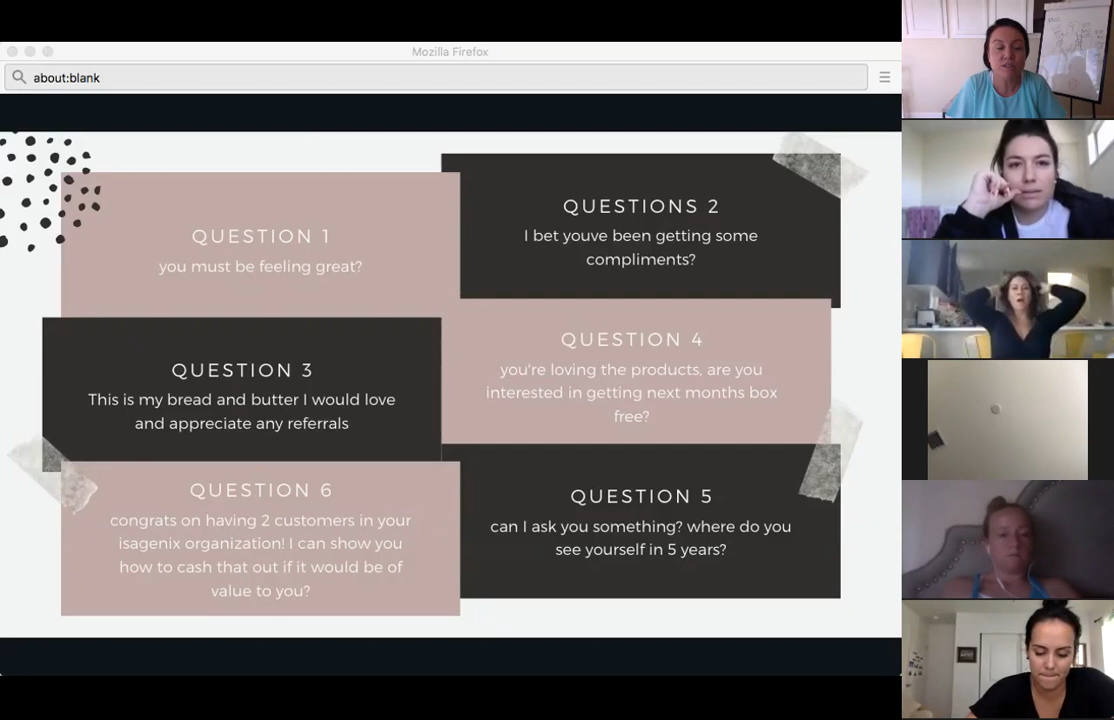 Mozilla Firefox
about:blank
QUESTION 1
you must be feeling great?
QUESTIONS 2
I bet youve been getting some
compliments?
QUESTION 3
This is my bread and butter I would love
and appreciate any referrals
QUESTION 4
you're loving the products, are you
interested in getting next months box
free?
QUESTION 6
congrats on having 2 customers in your
isagenix organization! I can show you
how to cash that out if it would be of
value to you?
QUESTION 5
can I ask you something? where do you
see yourself in 5 years?